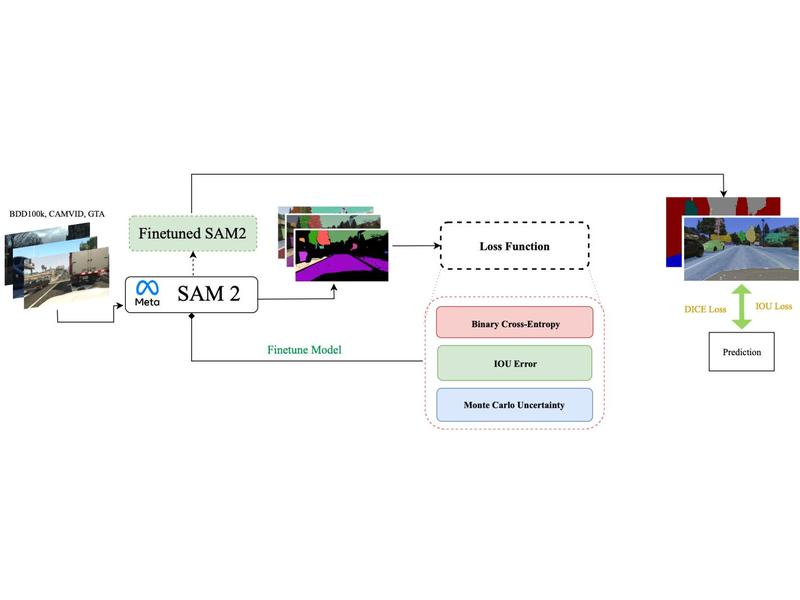 BDD100k, CAMVID, GTA
Finetuned SAM2
Meta
SAM 2
Finetune Model
Loss Function
Binary Cross-Entropy
IOU Error
Monte Carlo Uncertainty
DICE Loss
IOU Loss
Prediction